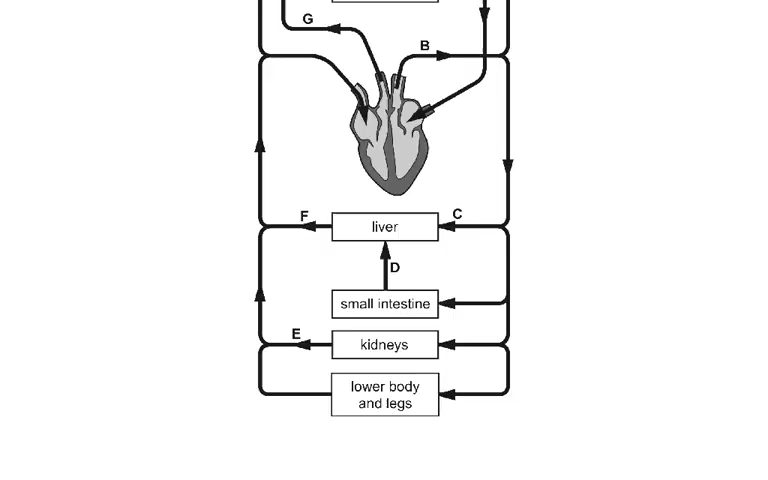 G
B
F
liver
C
D
small intestine
E
kidneys
lower body
and legs